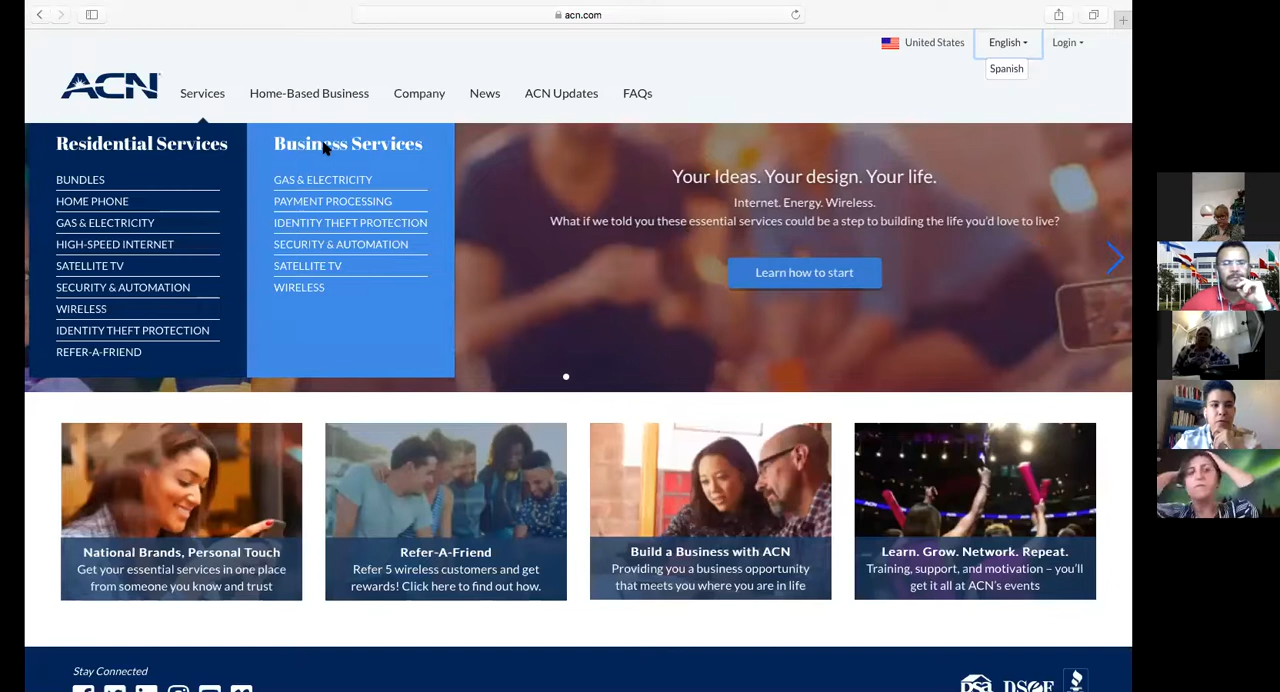 acn.com
United States
English
Login
Spanish
ACN
Services
Home-Based Business
Company
News
ACN Updates
FAQs
Residential Services
BUNDLES
HOME PHONE
GAS & ELECTRICITY
HIGH-SPEED INTERNET
SATELLITE TV
SECURITY & AUTOMATION
WIRELESS
IDENTITY THEFT PROTECTION
REFER-A-FRIEND
Business Services
GAS & ELECTRICITY
PAYMENT PROCESSING
IDENTITY THEFT PROTECTION
SECURITY & AUTOMATION
SATELLITE TV
WIRELESS
Your Ideas. Your design. Your life.
Internet. Energy. Wireless.
What if we told you these essential services could be a step to building the life you'd love to live?
Learn how to start
National Brands, Personal Touch
Get your essential services in one place
from someone you know and trust
Refer-A-Friend
Refer 5 wireless customers and get
rewards! Click here to find out how.
Build a Business with ACN
Providing you a business opportunity
that meets you where you are in life
Learn. Grow. Network. Repeat.
Training, support, and motivation – you'll
get it all at ACN's events
Stay Connected